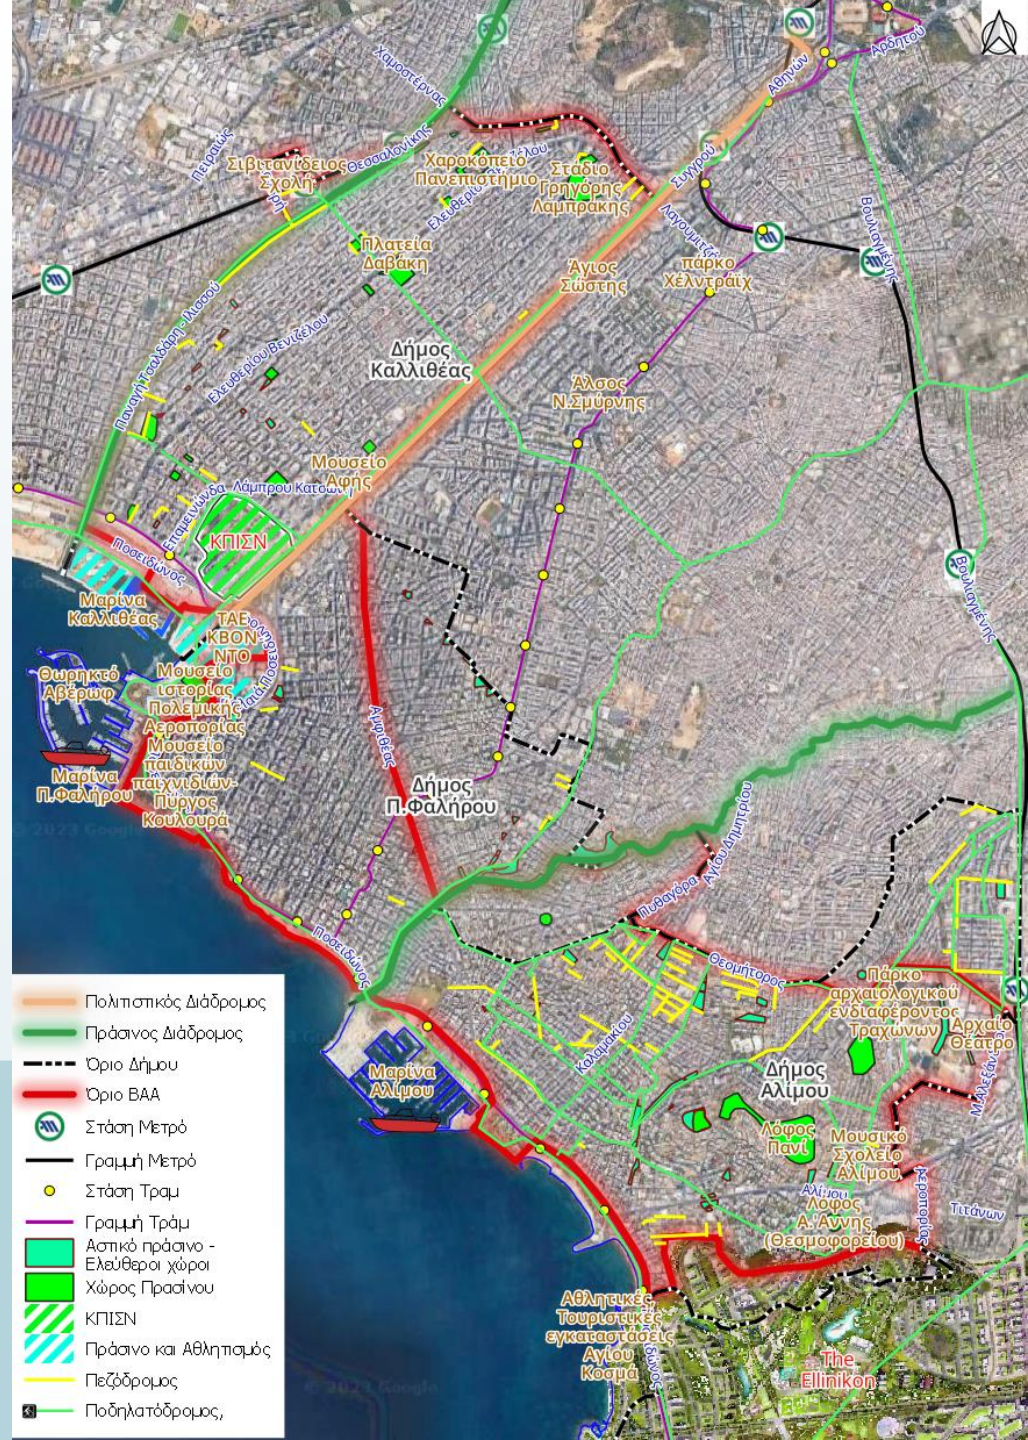 Χαμοστέρνας
Αρδηττού
Αθηνών
Πειραιώς
Θεσσαλονίκης
Σιβιτανίδειος
Σχολή
Χαροκόπειο
Πανεπιστήμιο
Στάδιο
Γρηγόρης
Λαμπράκης
Συγγρού
Βουλιαγμένης
Πλατεία
Δαβάκη
Άγιος
Σώστης
πάρκο
Χέλντράιχ
Παναγή Τσαλδάρη - Ιλισσού
Ελευθερίου Βενιζέλου
Δήμος
Καλλιθέας
Άλσος
Ν.Σμύρνης
Μουσείο
Αφής
Λάμπρου Κατσώνη
Επαμεινώνδα
ΚΠΙΣΝ
Ποσειδώνος
Βουλιαγμένης
Μαρίνα
Καλλιθέας
ΤΑΕ
ΚΒΟΝ-
ΝΤΟ
Θωρηκτό
Αβέρωφ
Μουσείο
ιστορίας
Πολεμικής
Αεροπορίας
Μουσείο
παιδικών
παιχνιδιών-
Πύργος
Κουλουρά
Μαρίνα
Π.Φαλήρου
Αμφιθέας
Δήμος
Π.Φαλήρου
Αγίου Δημητρίου
Πυθαγόρα
Ποσειδώνος
Θεομήτορος
Πάρκο
αρχαιολογικού
ενδιαφέροντος
Τραχώνων
Αρχαίο
Θέατρο
Καλαμακίου
Μαρίνα
Αλίμου
Δήμος
Αλίμου
Λόφος
Πανί
Μουσικό
Σχολείο
Αλίμου
Αλίμου
Λόφος
Α. Άννης
(Θεσμοφορείου)
Αεροπορίας
Τιτάνων
Αθλητικές,
Τουριστικές
εγκαταστάσεις
Αγίου
Κοσμά
The
Ellinikon
Πολιτιστικός Διάδρομος
Πράσινος Διάδρομος
Όριο Δήμου
Όριο ΒΑΑ
Στάση Μετρό
Γραμμή Μετρό
Στάση Τραμ
Γραμμή Τράμ
Αστικό πράσινο -
Ελεύθεροι χώροι
Χώρος Πρασίνου
ΚΠΙΣΝ
Πράσινο και Αθλητισμός
Πεζόδρομος
Ποδηλατόδρομος,